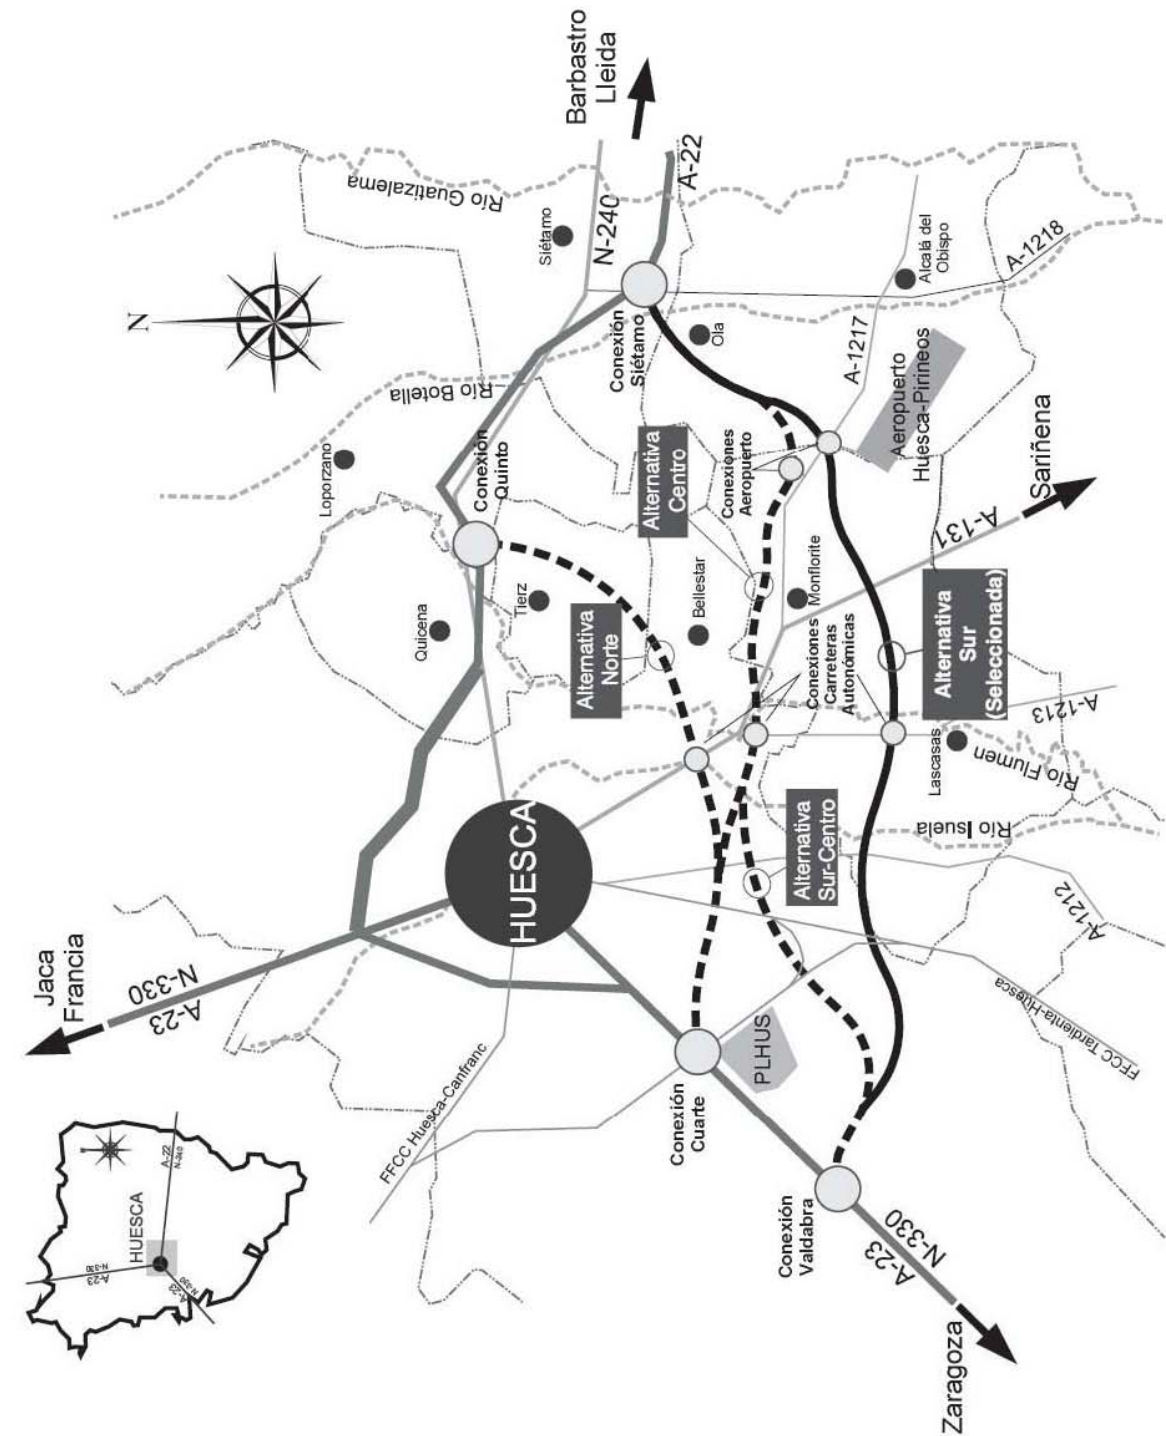 Jaca
Francia
A-23
N-330
N
Barbastro
Lleida
N-240
A-22
Río Guatizalema
Siétamo
Conexión
Siétamo
Río Botella
Loporzano
Conexión
Quinto
Quicena
Tierz
Alternativa
Norte
HUESCA
Ola
Alternativa
Centro
Conexiones
Aeropuerto
Bellestar
Monflorite
A-1217
Alcalá del
Obispo
A-1218
Aeropuerto
Huesca-Pirineos
A-131
Sariñena
Conexiones
Carreteras
Autonómicas
Alternativa
Sur
(Seleccionada)
A-1213
Lascasas
Río Flumen
Río Isuela
Alternativa
Sur-Centro
A-1212
FFCC Tardienta-Huesca
FFCC Huesca-Canfranc
PLHUS
Conexión
Cuarte
Conexión
Valdabra
A-23
N-330
Zaragoza
HUESCA
A-23
N-330
A-22
N-240
A-23
N-330